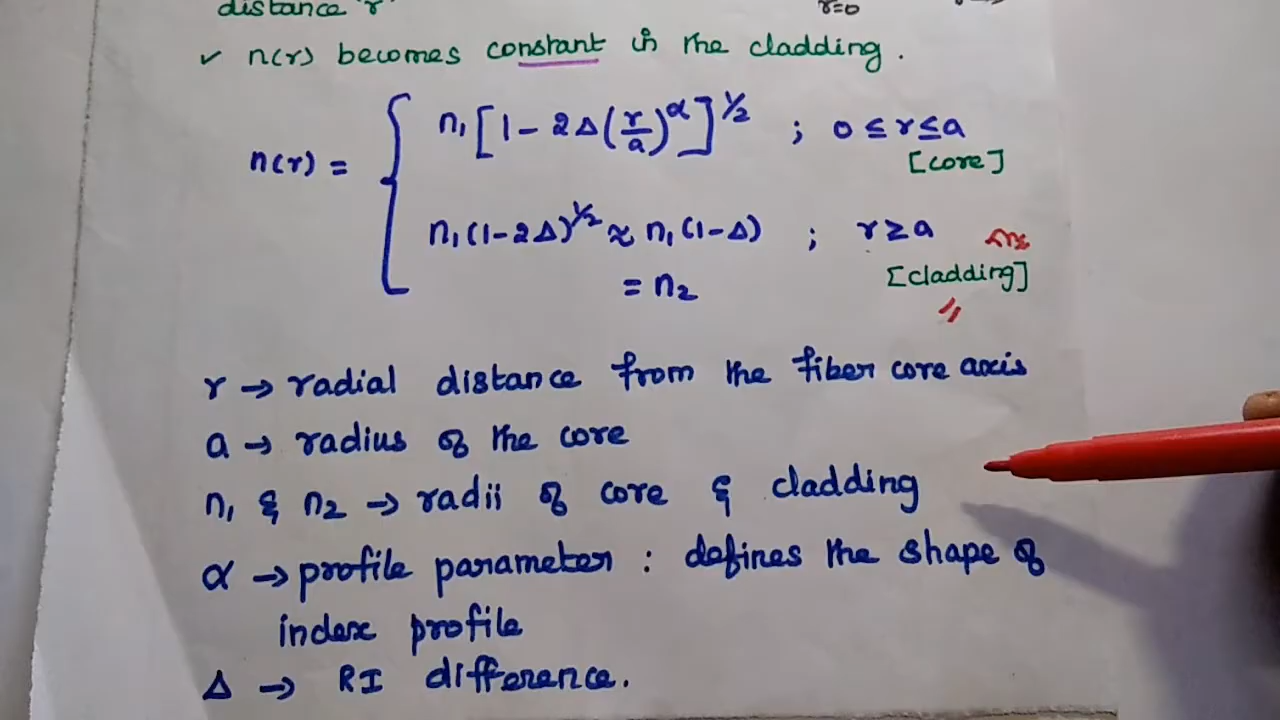 distance r
r=0
✓ n(r) becomes constant in the cladding.
n(r) = { n₁[1-2Δ(r/a)^α]^1/2 ; 0≤r≤a
[core]
n₁(1-2Δ)^1/2 ≈ n₁(1-Δ) ; r≥a
= n₂ [cladding]
r → radial distance from the fiber core axis
a → radius of the core
n₁ & n₂ → radii of core & cladding
α → profile parameter : defines the shape of
index profile
Δ → RI difference.